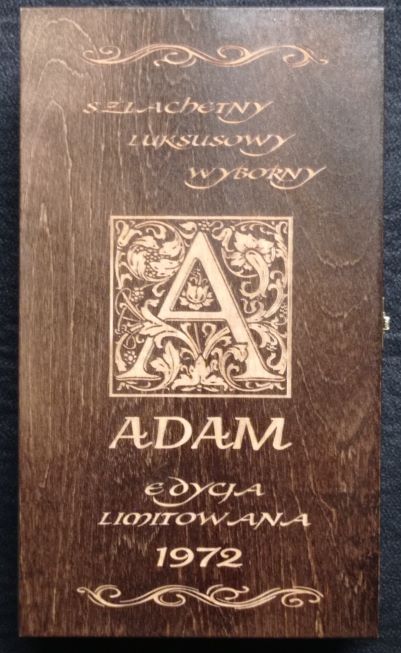 SZLACHETNY
LUKSUSOWY
WYBORNY
A
ADAM
EDYCJA
LIMITOWANA
1972